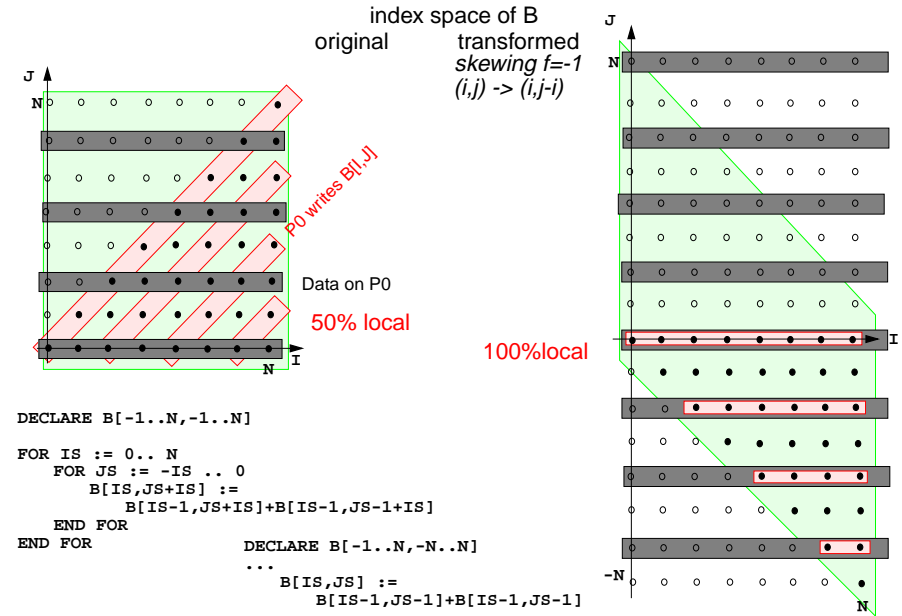 index space of B
original transformed
skewing f=-1
(i,j) -> (i,j-i)
J
N
P0 writes B[I,J]
Data on P0
50% local
I
N
J
N
100%local
I
-N
N
DECLARE B[-1..N,-1..N]
FOR IS := 0.. N
FOR JS := -IS .. 0
B[IS,JS+IS] :=
B[IS-1,JS+IS]+B[IS-1,JS-1+IS]
END FOR
END FOR
DECLARE B[-1..N,-N..N]
...
B[IS,JS] :=
B[IS-1,JS-1]+B[IS-1,JS-1]